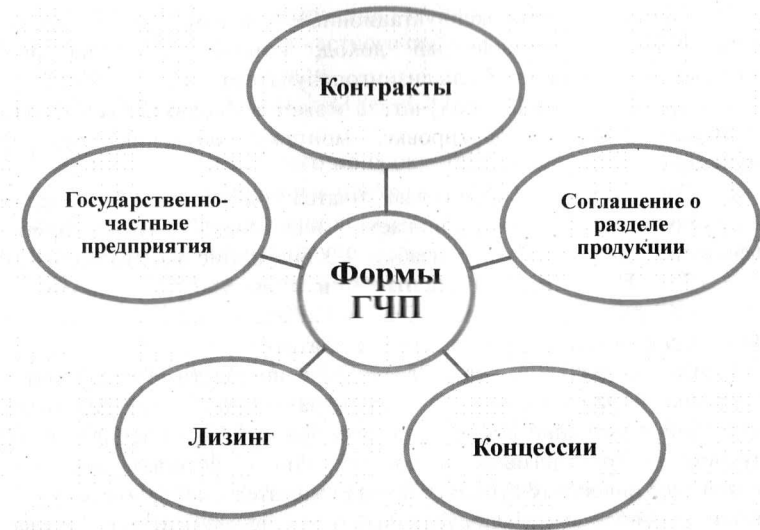 Контракты
Государственно-
частные
предприятия
Соглашение о
разделе
продукции
Формы
ГЧП
Лизинг
Концессии